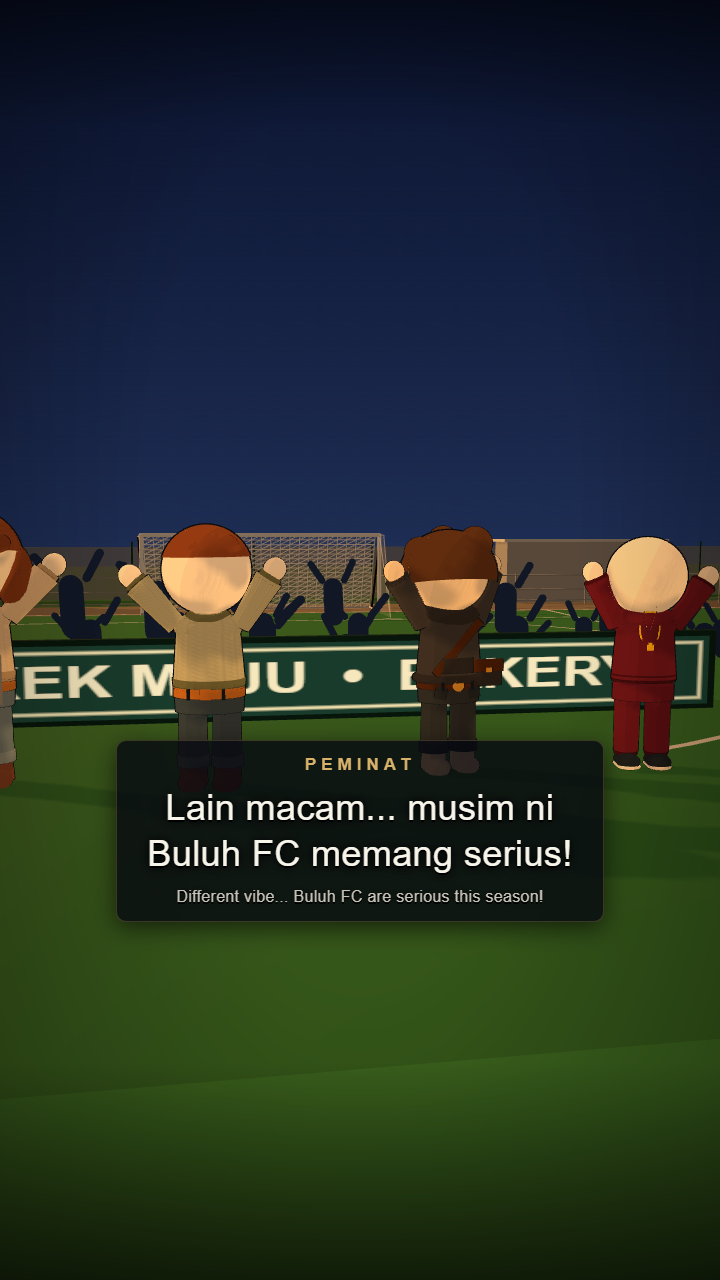 PEMINAT
Lain macam... musim ni
Buluh FC memang serius!
Different vibe... Buluh FC are serious this season!